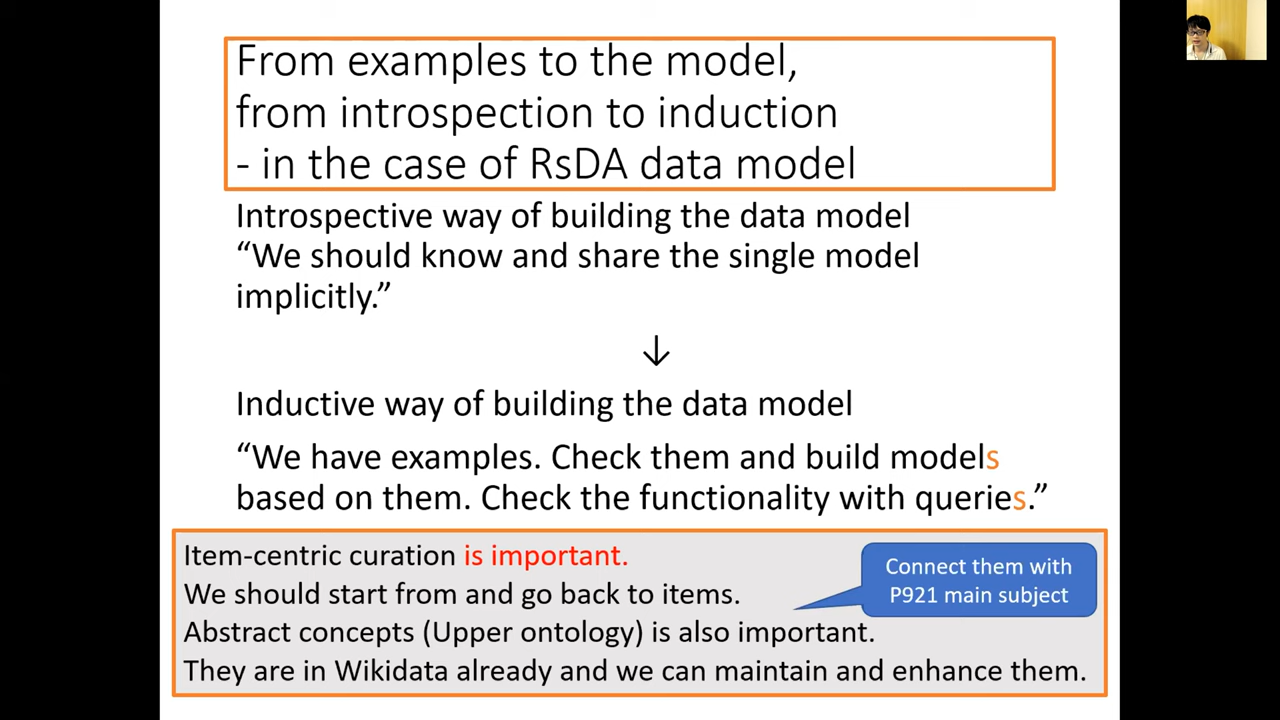 From examples to the model,
from introspection to induction
- in the case of RsDA data model
Introspective way of building the data model
“We should know and share the single model
implicitly.”
↓
Inductive way of building the data model
“We have examples. Check them and build models
based on them. Check the functionality with queries.”
Item-centric curation is important.
We should start from and go back to items.
Abstract concepts (Upper ontology) is also important.
They are in Wikidata already and we can maintain and enhance them.
Connect them with
P921 main subject